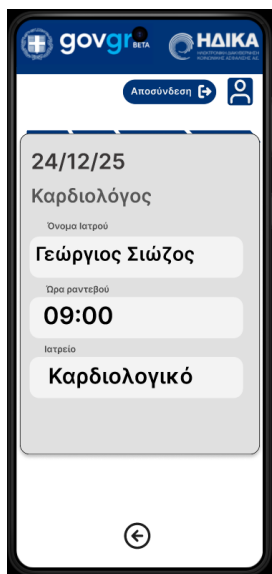 govgr BETA
ΗΔΙΚΑ
Αποσύνδεση
24/12/25
Καρδιολόγος
Όνομα Ιατρού
Γεώργιος Σιώζος
Ώρα ραντεβού
09:00
Ιατρείο
Καρδιολογικό